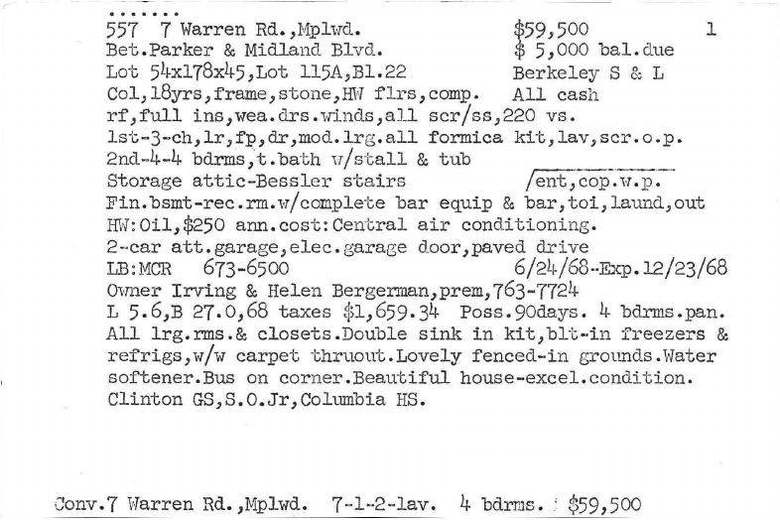 557 7 Warren Rd.,Mplwd. $59,500 1
Bet.Parker & Midland Blvd. $ 5,000 bal.due
Lot 54x178x45,Lot 115A,Bl.22 Berkeley S & L
Col,18yrs,frame,stone,HW flrs,comp. All cash
rf,full ins,wea.drs.winds,all scr/ss,220 vs.
1st-3-ch,lr,fp,dr,mod.lrg.all formica kit,lav,scr.o.p.
2nd-4-4 bdrms,t.bath w/stall & tub
Storage attic-Bessler stairs /ent,cop.w.p.
Fin.bsmt-rec.rm.w/complete bar equip & bar,toi,laund,out
HW:Oil,$250 ann.cost:Central air conditioning.
2-car att.garage,elec.garage door,paved drive
LB:MCR 673-6500 6/24/68-Exp.12/23/68
Owner Irving & Helen Bergerman,prem,763-7724
L 5.6,B 27.0,68 taxes $1,659.34 Poss.90days. 4 bdrms.pan.
All lrg.rms.& closets.Double sink in kit,blt-in freezers &
refrigs,w/w carpet thruout.Lovely fenced-in grounds.Water
softener.Bus on corner.Beautiful house-excel.condition.
Clinton GS,S.O.Jr,Columbia HS.
Conv.7 Warren Rd.,Mplwd. 7-1-2-lav. 4 bdrms. $59,500